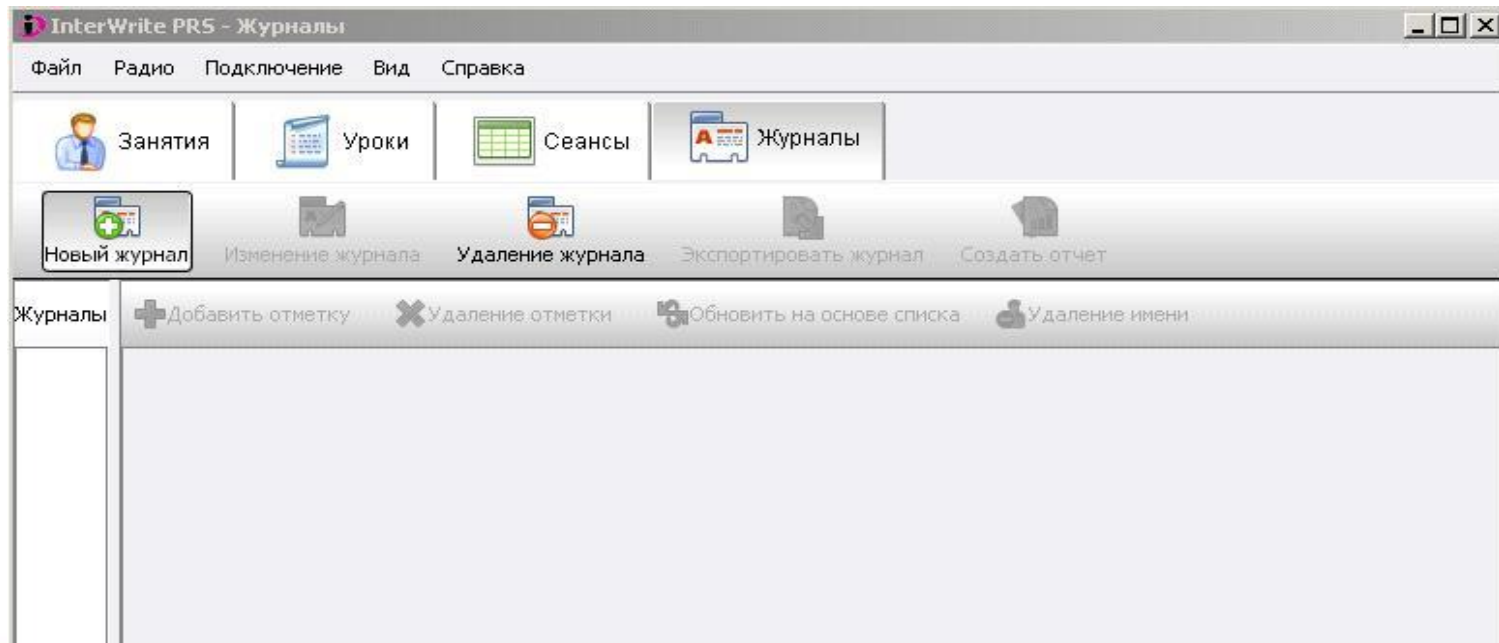 InterWrite PRS - Журналы
Файл Радио Подключение Вид Справка
Занятия Уроки Сеансы Журналы
Новый журнал Изменение журнала Удаление журнала Экспортировать журнал Создать отчет
Журналы Добавить отметку Удаление отметки Обновить на основе списка Удаление имени